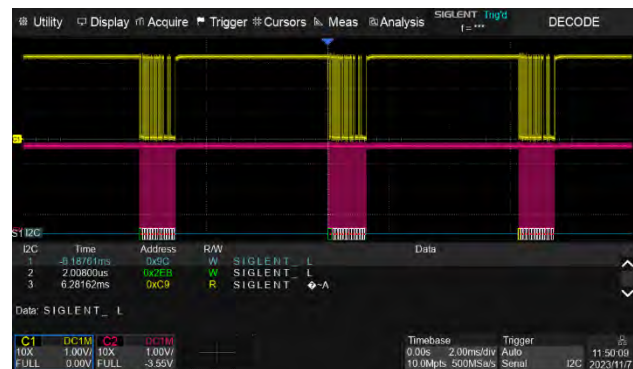 Utility Display Acquire Trigger Cursors Meas Analysis SIGLENT Trig'd f = *** DECODE
C1
S1 I2C
I2C Time Address R/W Data
1 -6.18761ms 0x9C W SIGLENT_ L
2 2.00800us 0x2EB W SIGLENT_ L
3 6.28162ms 0xC9 R SIGLENT �~Λ
Data: SIGLENT_ L
C1 DC1M C2 DC1M Timebase Trigger
10X 1.00V/ 10X 1.00V/ 0.00s 2.00ms/div Auto 11:50:09
FULL 0.00V FULL -3.55V 10.0Mpts 500MSa/s Serial I2C 2023/11/7